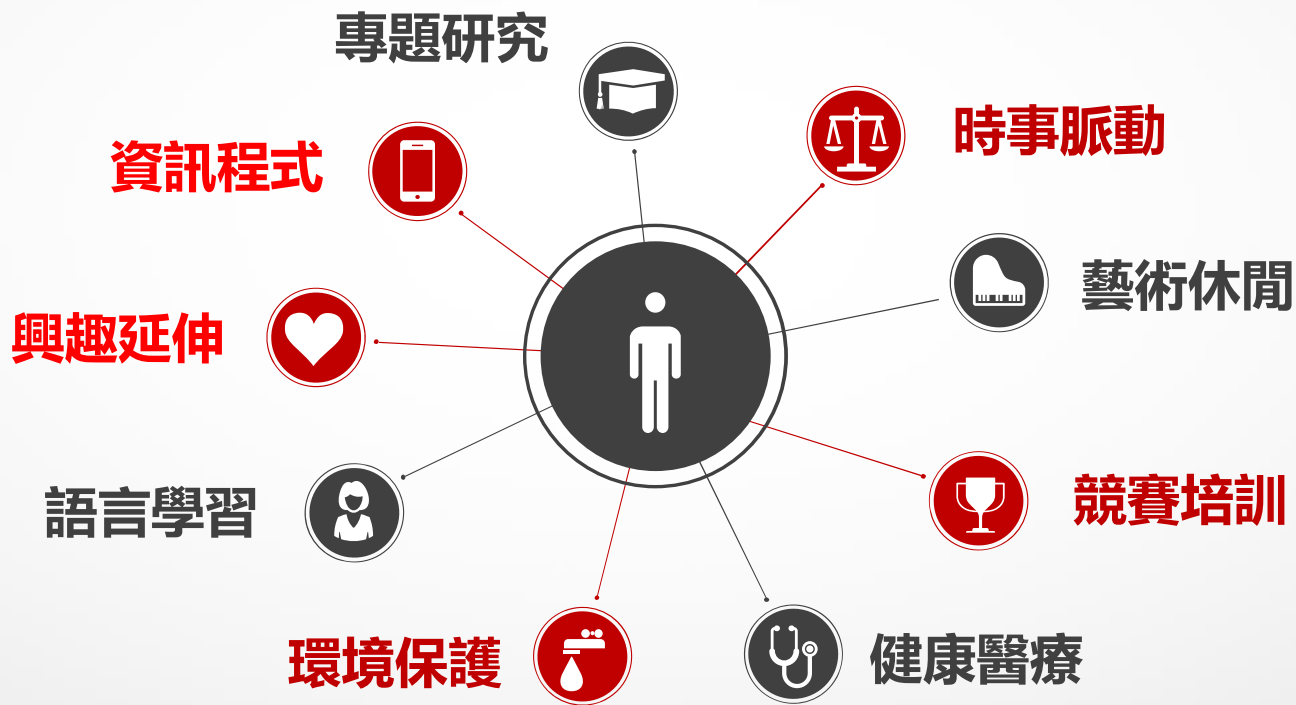 專題研究
時事脈動
資訊程式
藝術休閒
興趣延伸
語言學習
競賽培訓
環境保護
健康醫療